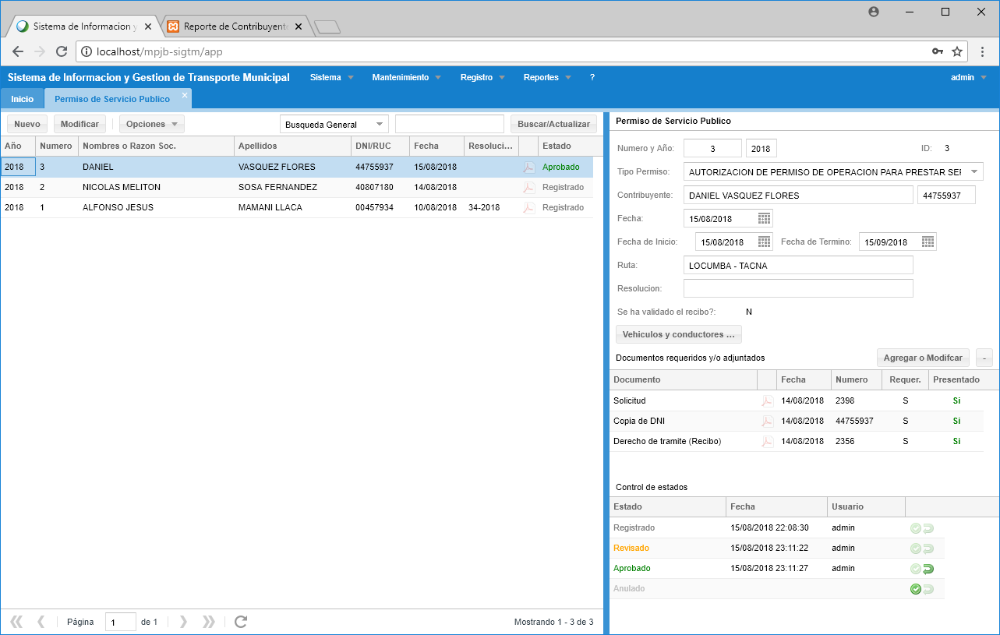 Sistema de Informacion y
Reporte de Contribuyente
localhost/mpjb-sigtm/app
Sistema de Informacion y Gestion de Transporte Municipal
Sistema
Mantenimiento
Registro
Reportes
?
admin
Inicio
Permiso de Servicio Publico
Nuevo
Modificar
Opciones
Busqueda General
Buscar/Actualizar
Año Numero Nombres o Razon Soc. Apellidos DNI/RUC Fecha Resoluci... Estado
2018 3 DANIEL VASQUEZ FLORES 44755937 15/08/2018 Aprobado
2018 2 NICOLAS MELITON SOSA FERNANDEZ 40807180 14/08/2018 Registrado
2018 1 ALFONSO JESUS MAMANI LLACA 00457934 10/08/2018 34-2018 Registrado
Página 1 de 1
Mostrando 1 - 3 de 3
Permiso de Servicio Publico
Numero y Año: 3 2018 ID: 3
Tipo Permiso: AUTORIZACION DE PERMISO DE OPERACION PARA PRESTAR SEI
Contribuyente: DANIEL VASQUEZ FLORES 44755937
Fecha: 15/08/2018
Fecha de Inicio: 15/08/2018 Fecha de Termino: 15/09/2018
Ruta: LOCUMBA - TACNA
Resolucion:
Se ha validado el recibo?: N
Vehiculos y conductores ...
Documentos requeridos y/o adjuntados
Agregar o Modifcar
-
Documento Fecha Numero Requer. Presentado
Solicitud 14/08/2018 2398 S Si
Copia de DNI 14/08/2018 44755937 S Si
Derecho de tramite (Recibo) 14/08/2018 2356 S Si
Control de estados
Estado Fecha Usuario
Registrado 15/08/2018 22:08:30 admin
Revisado 15/08/2018 23:11:22 admin
Aprobado 15/08/2018 23:11:27 admin
Anulado